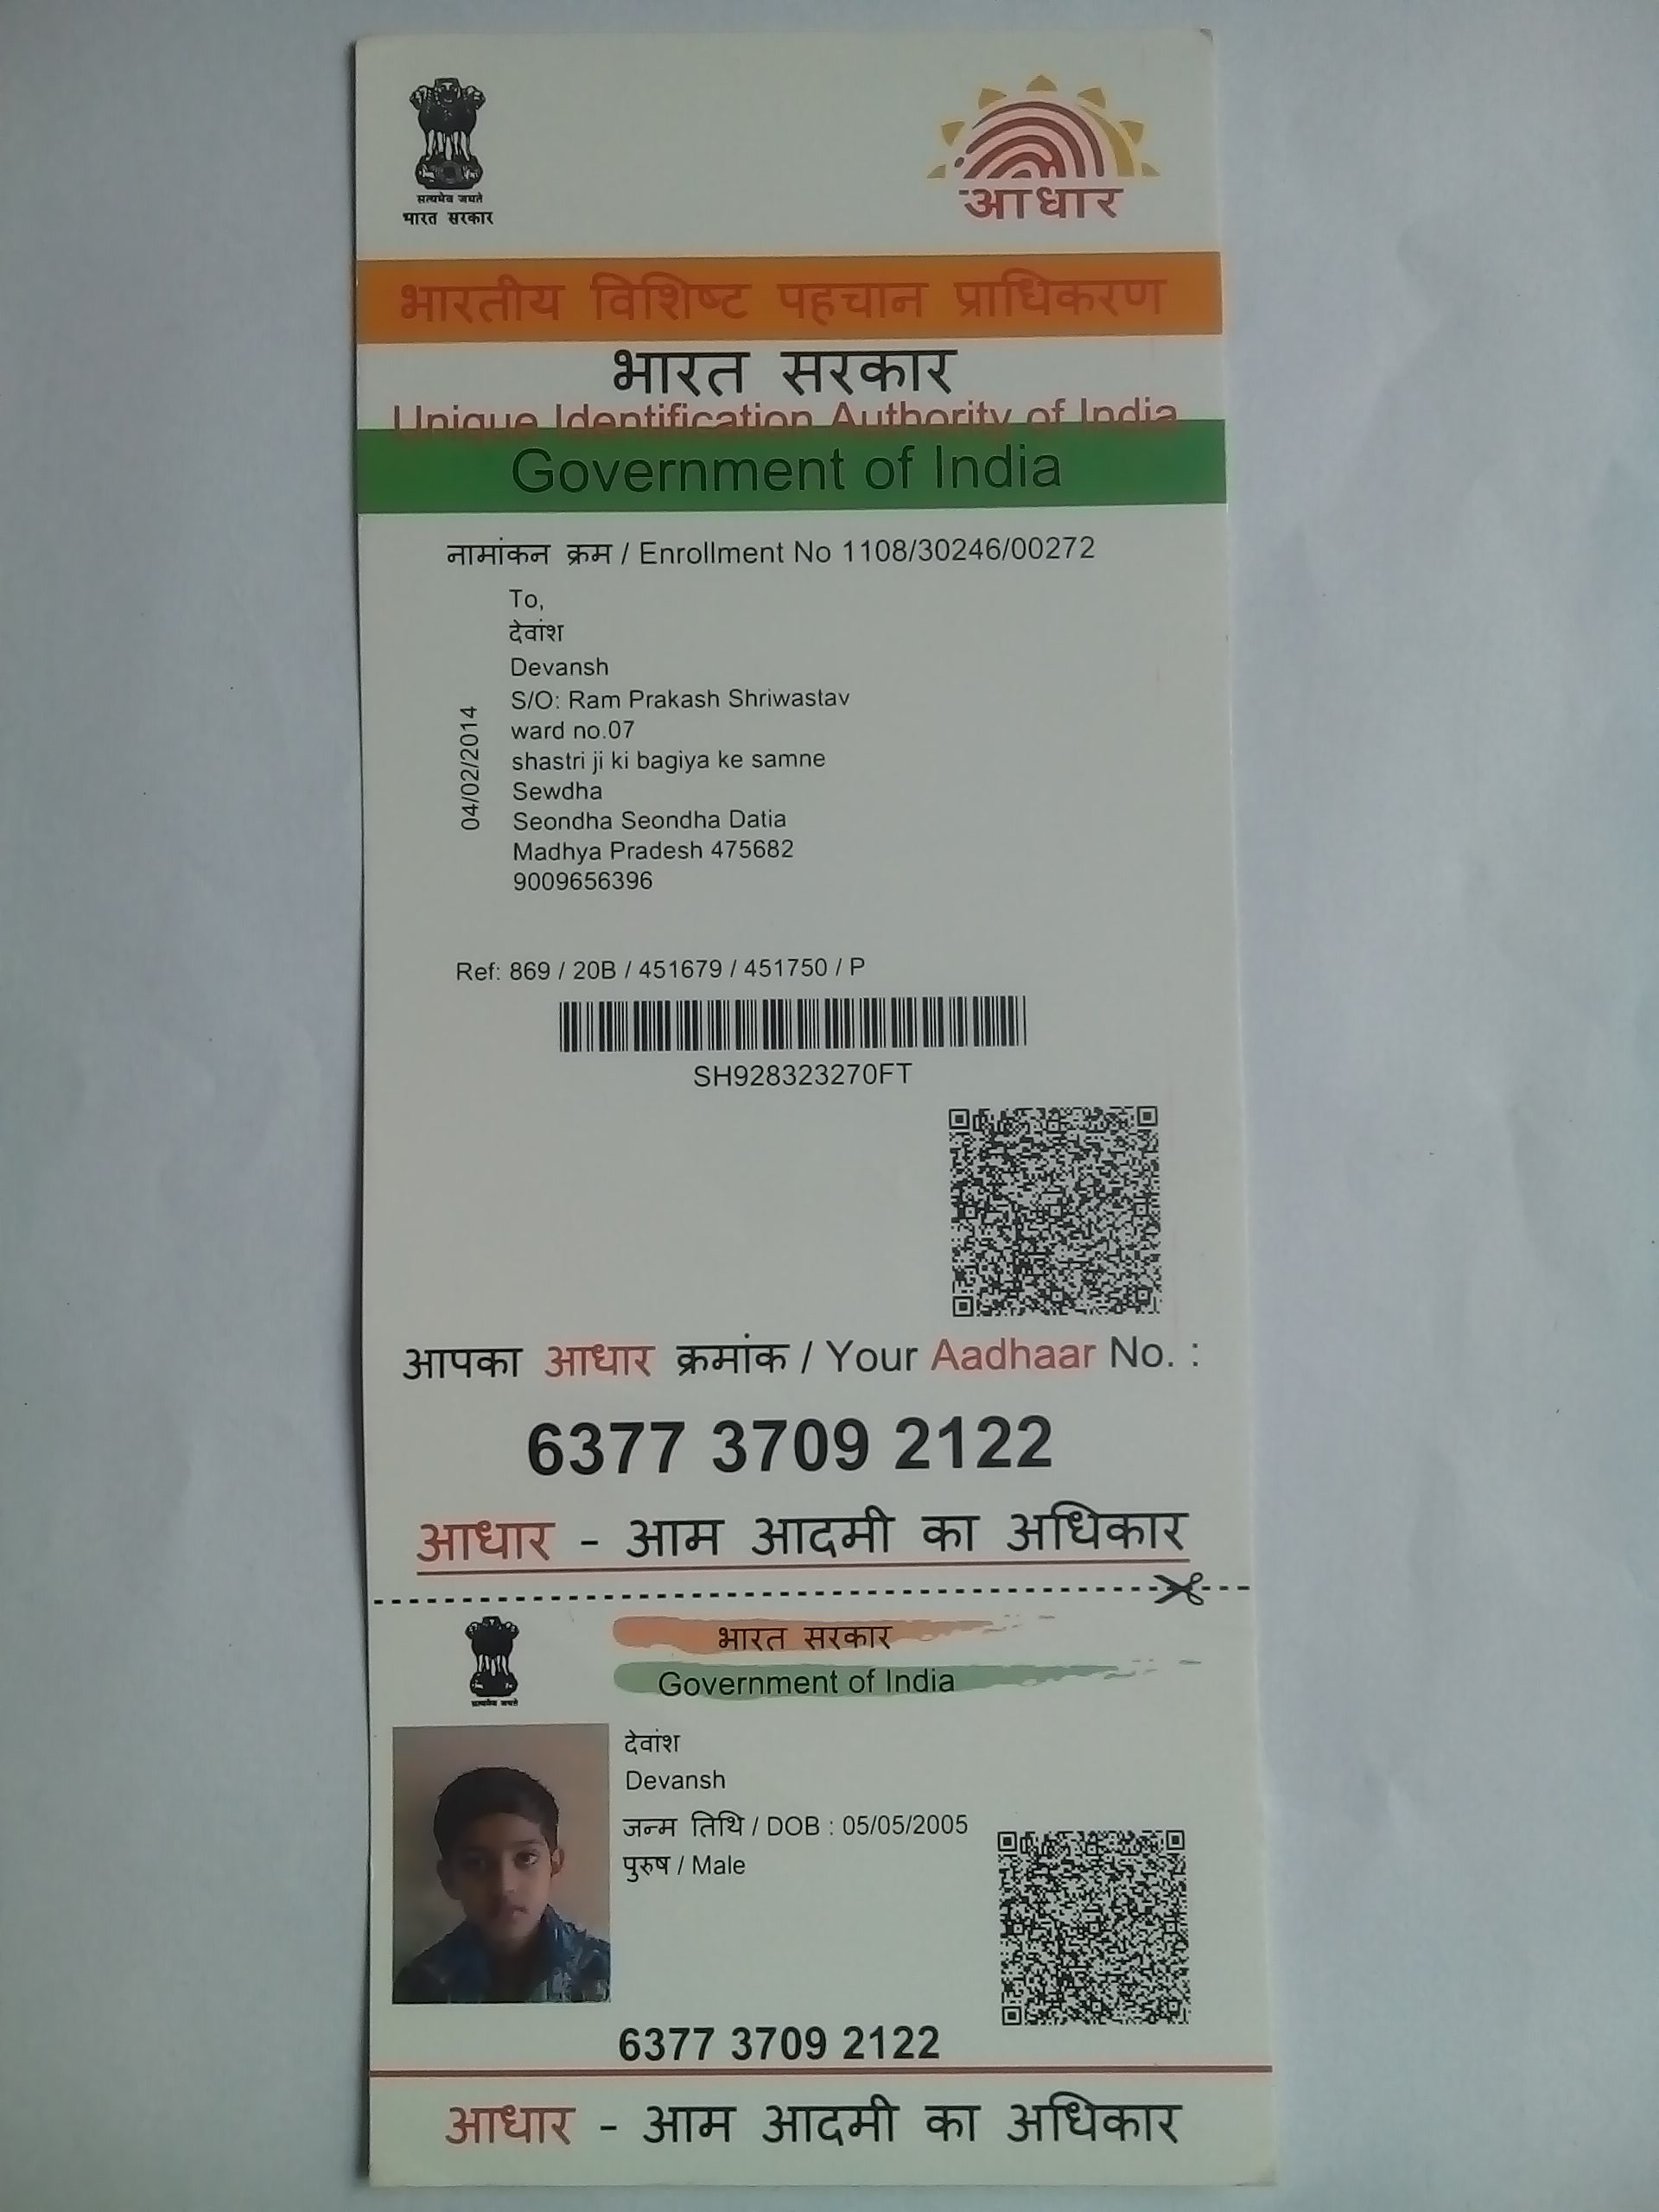 सत्यमेव जयते
भारत सरकार
आधार
भारतीय विशिष्ट पहचान प्राधिकरण
भारत सरकार
Unique Identification Authority of India
Government of India
नामांकन क्रम / Enrollment No 1108/30246/00272
To,
देवांश
Devansh
S/O: Ram Prakash Shriwastav
ward no.07
shastri ji ki bagiya ke samne
Sewdha
Seondha Seondha Datia
Madhya Pradesh 475682
9009656396
04/02/2014
Ref: 869 / 20B / 451679 / 451750 / P
SH928323270FT
आपका आधार क्रमांक / Your Aadhaar No. :
6377 3709 2122
आधार - आम आदमी का अधिकार
सत्यमेव जयते
भारत सरकार
Government of India
देवांश
Devansh
जन्म तिथि / DOB : 05/05/2005
पुरुष / Male
6377 3709 2122
आधार - आम आदमी का अधिकार